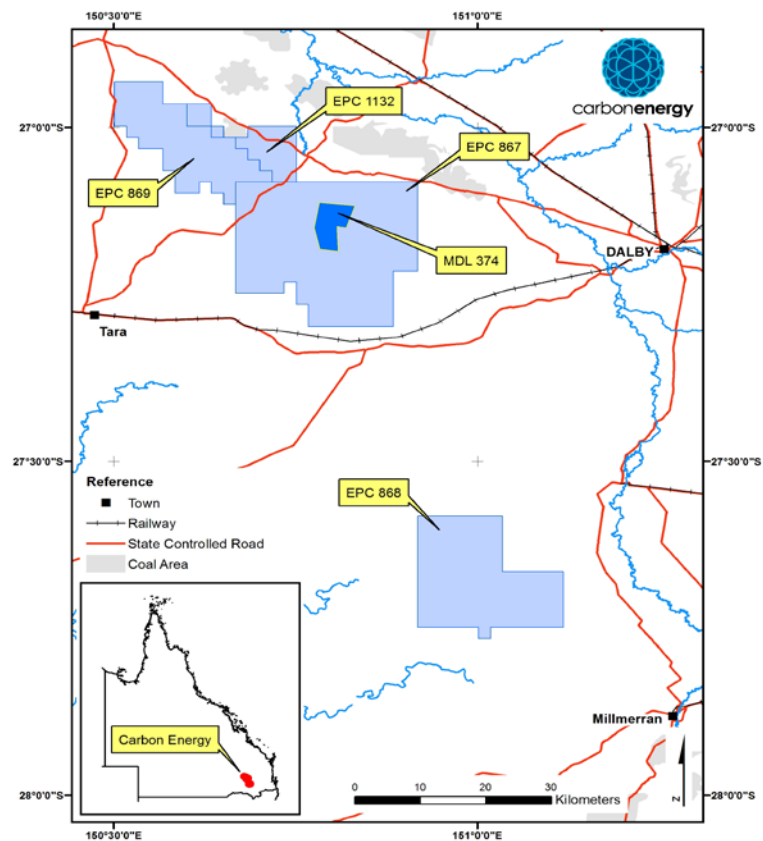 150°30'0"E
151°0'0"E
carbonenergy
27°0'0"S
27°0'0"S
EPC 1132
EPC 867
EPC 869
MDL 374
DALBY
Tara
27°30'S
27°30'S
EPC 868
Reference
Town
Railway
State Controlled Road
Coal Area
Carbon Energy
Millmerran
0 10 20 30
Kilometers
N
28°0'0"S
28°0'0"S
150°30'0"E
151°0'0"E